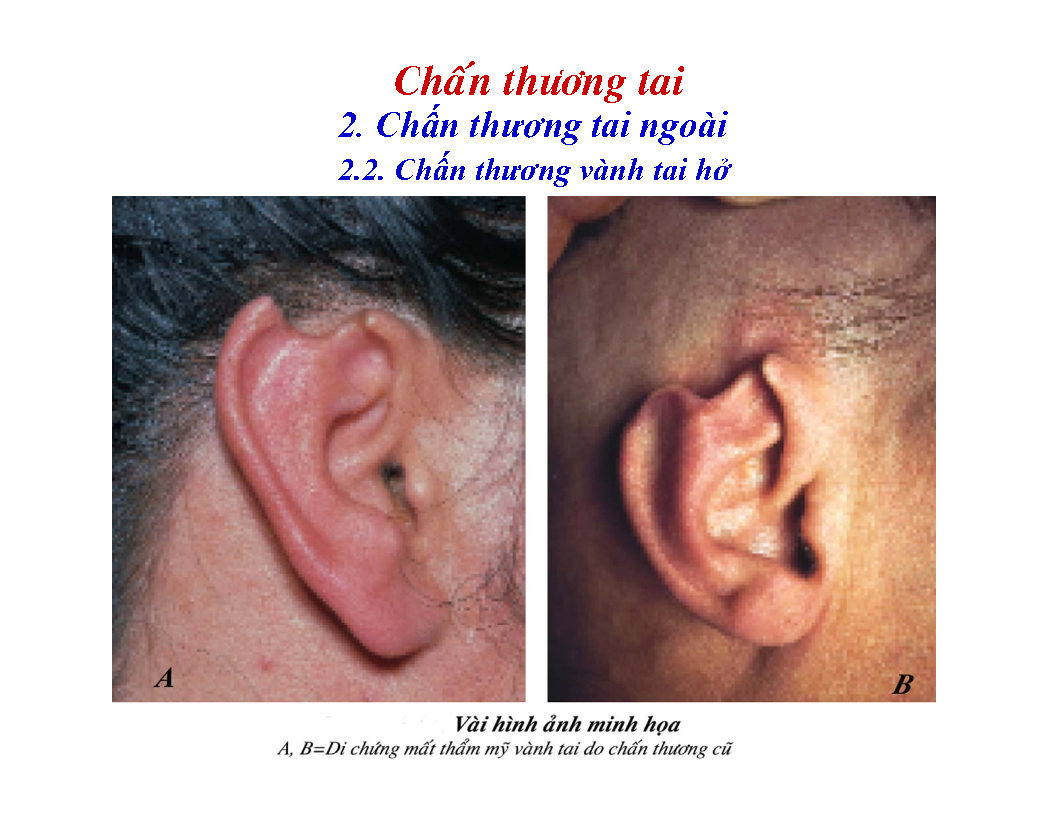 Chấn thương tai
2. Chấn thương tai ngoài
2.2. Chấn thương vành tai hở
A
B
Vài hình ảnh minh họa
A, B=Di chứng mất thẩm mỹ vành tai do chấn thương cũ